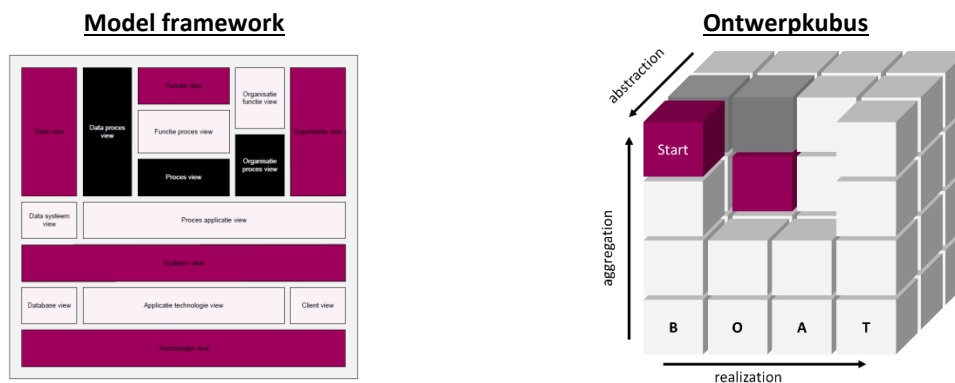 Model framework
Ontwerpkubus
Data view
Data proces
view
Functie view
Functie proces view
Proces view
Organisatie
functie view
Organisatie
proces view
Organisatie view
Data systeem
view
Proces applicatie view
Systeem view
Database view
Applicatie technologie view
Client view
Technologie view
abstraction
Start
aggregation
B O A T
realization